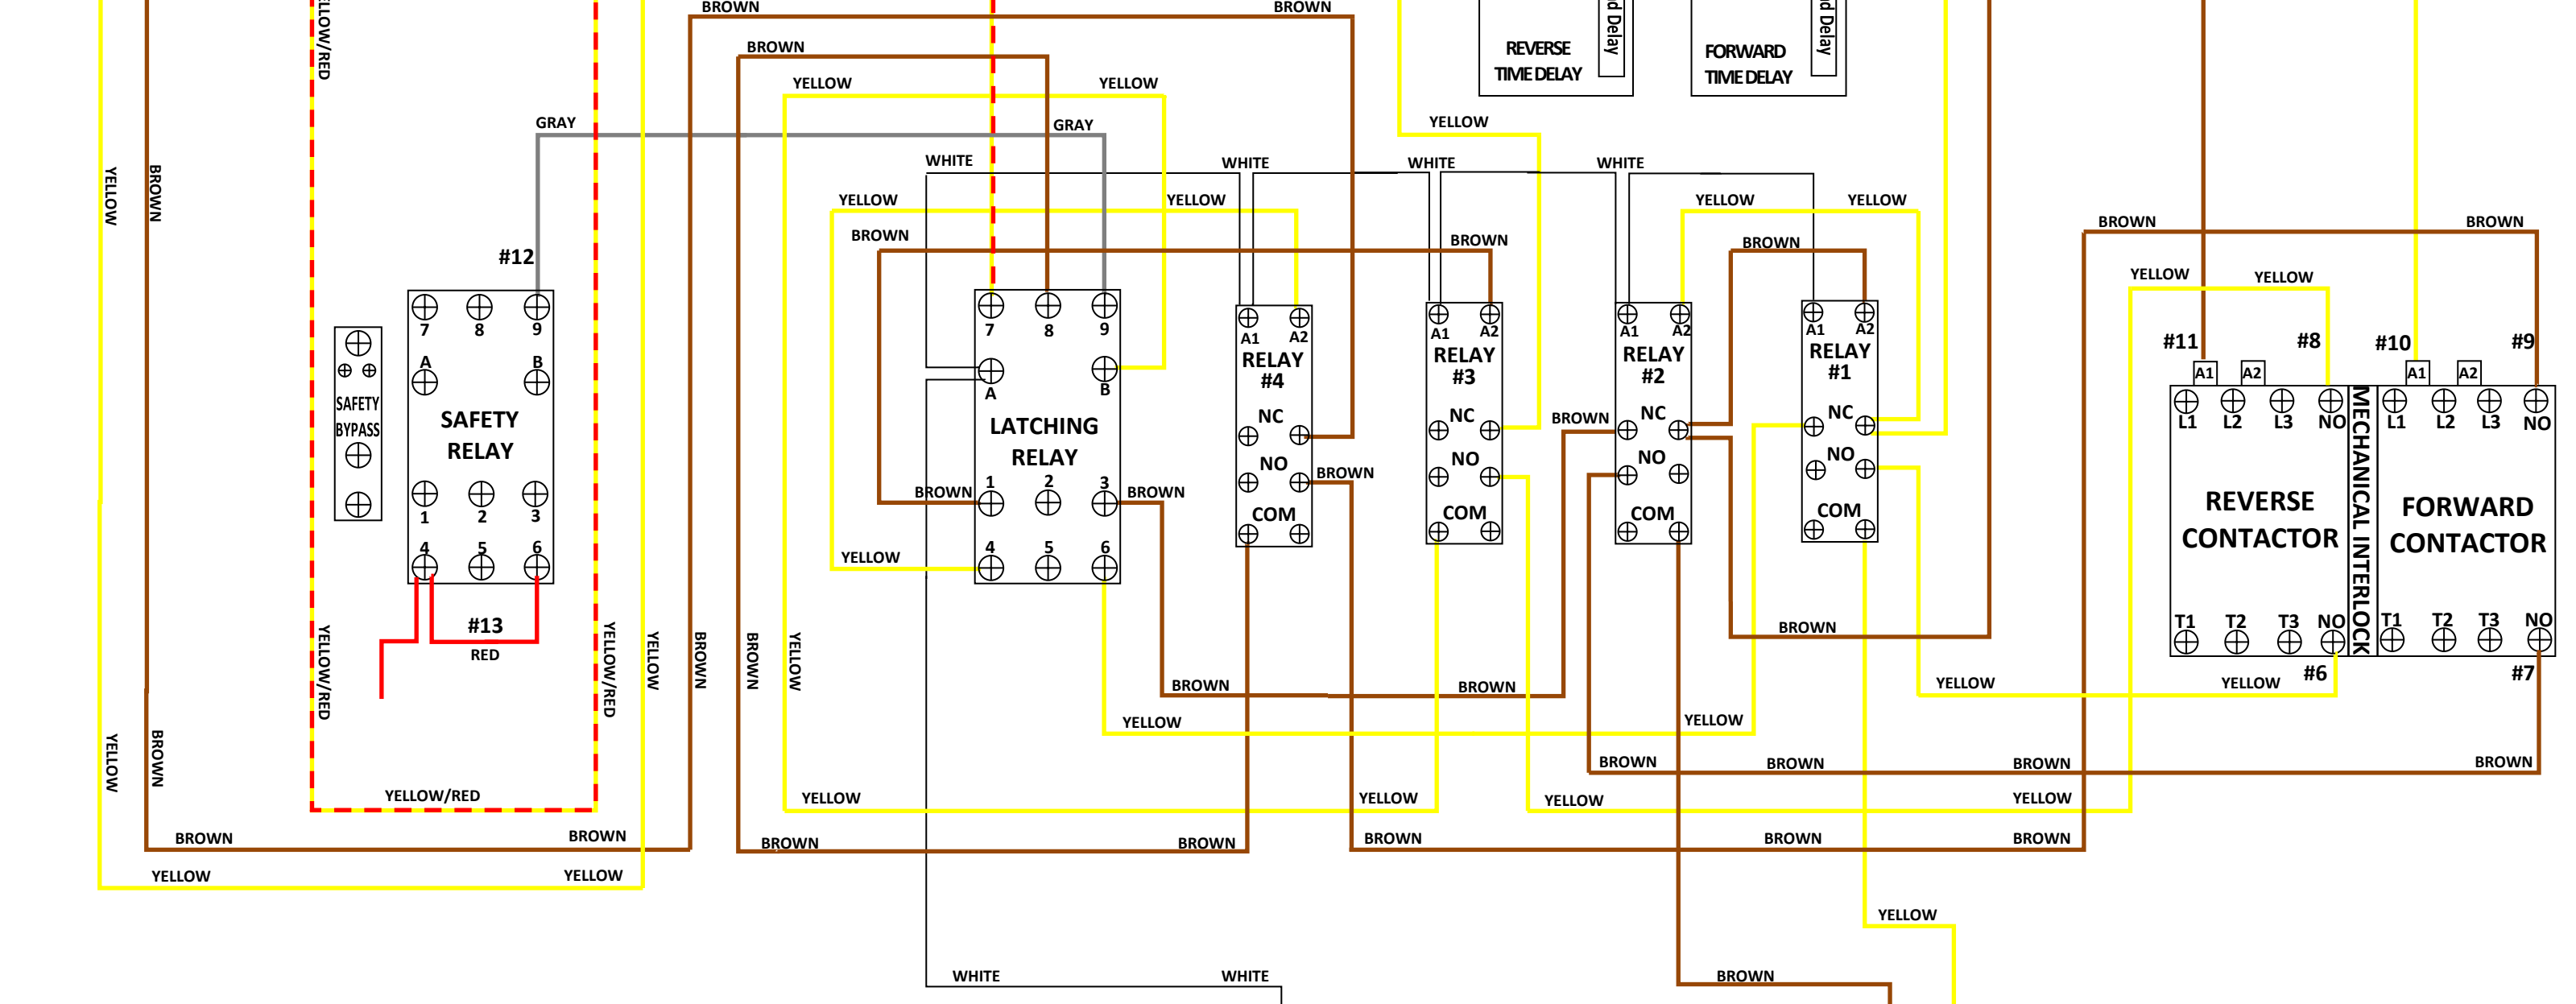 BROWN
BROWN
YELLOW/RED
d Delay
d Delay
REVERSE
TIME DELAY
FORWARD
TIME DELAY
BROWN
YELLOW
YELLOW
GRAY
GRAY
YELLOW
WHITE
WHITE
WHITE
WHITE
YELLOW
BROWN
YELLOW
YELLOW
YELLOW
YELLOW
BROWN
BROWN
BROWN
BROWN
BROWN
#12
YELLOW
YELLOW
#11
#8
#10
#9
7
8
9
A
B
SAFETY
RELAY
1
2
3
4
5
6
SAFETY
BYPASS
7
8
9
A
B
LATCHING
RELAY
1
2
3
4
5
6
A1
A2
RELAY
#4
NC
NO
COM
A1
A2
RELAY
#3
NC
NO
COM
A1
A2
RELAY
#2
NC
NO
COM
A1
A2
RELAY
#1
NC
NO
COM
A1
A2
L1
L2
L3
NO
REVERSE
CONTACTOR
T1
T2
T3
NO
MECHANICAL INTERLOCK
A1
A2
L1
L2
L3
NO
FORWARD
CONTACTOR
T1
T2
T3
NO
BROWN
BROWN
BROWN
BROWN
YELLOW
#13
RED
BROWN
#6
#7
YELLOW/RED
YELLOW/RED
YELLOW
BROWN
BROWN
YELLOW
BROWN
BROWN
YELLOW
YELLOW
YELLOW
YELLOW
YELLOW
BROWN
BROWN
BROWN
BROWN
BROWN
YELLOW/RED
YELLOW
YELLOW
YELLOW
YELLOW
BROWN
BROWN
BROWN
BROWN
BROWN
BROWN
BROWN
YELLOW
YELLOW
YELLOW
WHITE
WHITE
BROWN